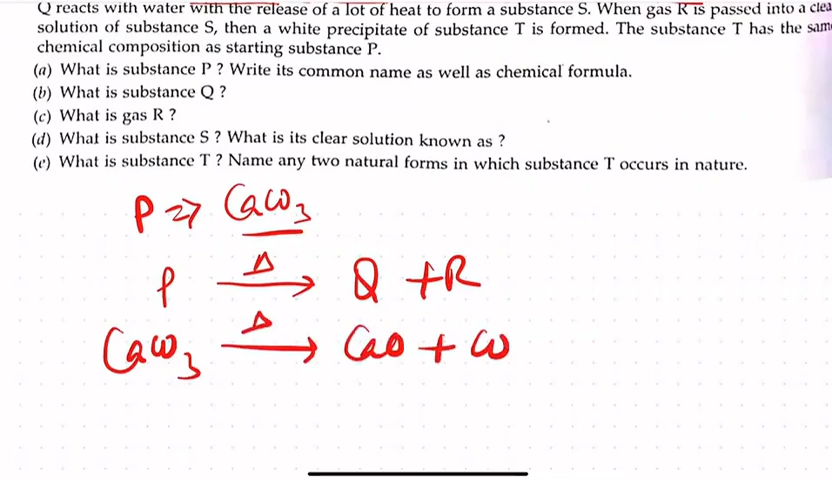 Q reacts with water with the release of a lot of heat to form a substance S. When gas R is passed into a clea
solution of substance S, then a white precipitate of substance T is formed. The substance T has the sam
chemical composition as starting substance P.
(a) What is substance P ? Write its common name as well as chemical formula.
(b) What is substance Q ?
(c) What is gas R ?
(d) What is substance S ? What is its clear solution known as ?
(e) What is substance T ? Name any two natural forms in which substance T occurs in nature.
P => CaCO3
P Δ→ Q + R
CaCO3 Δ→ CaO + CO